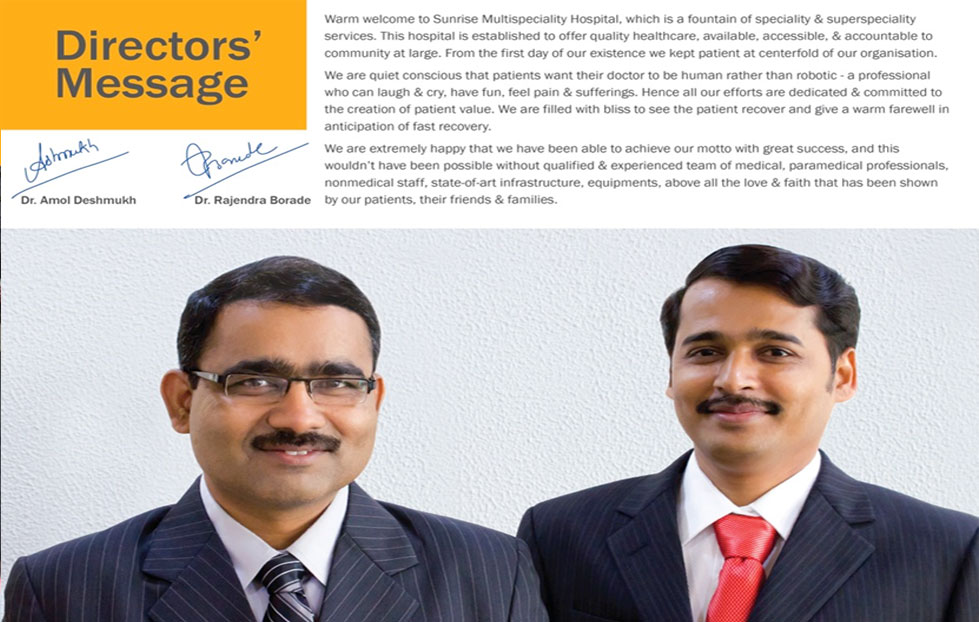 Directors'
Message
Warm welcome to Sunrise Multispeciality Hospital, which is a fountain of speciality & superspeciality
services. This hospital is established to offer quality healthcare, available, accessible, & accountable to
community at large. From the first day of our existence we kept patient at centerfold of our organisation.
We are quiet conscious that patients want their doctor to be human rather than robotic - a professional
who can laugh & cry, have fun, feel pain & sufferings. Hence all our efforts are dedicated & committed to
the creation of patient value. We are filled with bliss to see the patient recover and give a warm farewell in
anticipation of fast recovery.
We are extremely happy that we have been able to achieve our motto with great success, and this
wouldn't have been possible without qualified & experienced team of medical, paramedical professionals,
nonmedical staff, state-of-art infrastructure, equipments, above all the love & faith that has been shown
by our patients, their friends & families.
Dr. Amol Deshmukh
Dr. Rajendra Borade